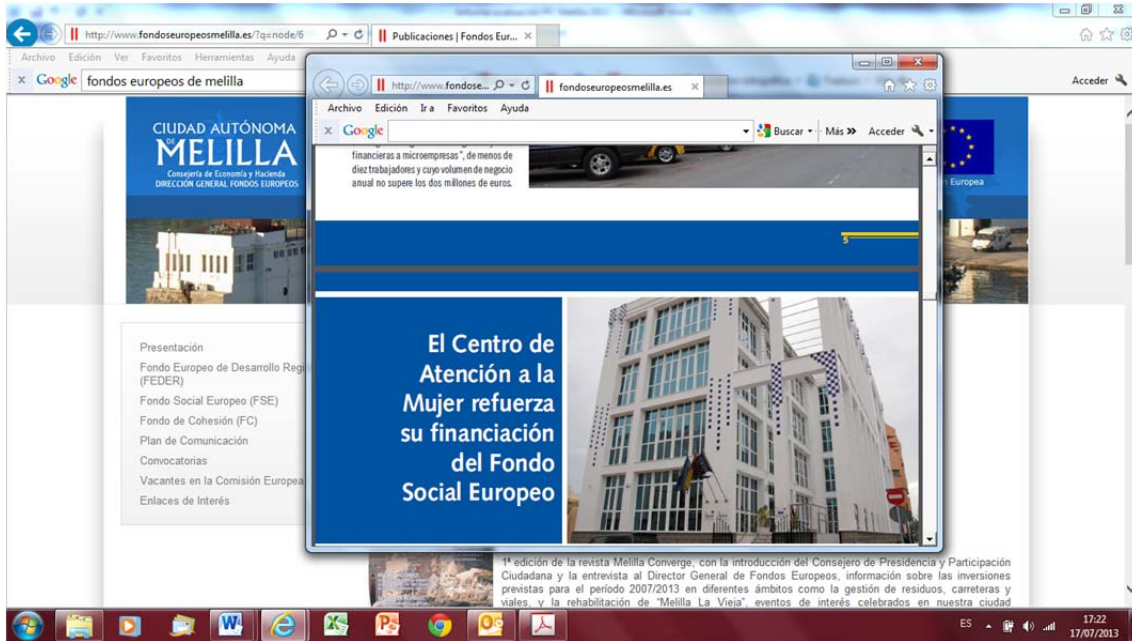 http://www.fondoseuropeosmelilla.es/?q=node/6
Publicaciones | Fondos Eur...
Archivo Edición Ver Favoritos Herramientas Ayuda
x Google fondos europeos de melilla
Acceder
CIUDAD AUTÓNOMA
DE
MELILLA
Consejería de Economía y Hacienda
DIRECCIÓN GENERAL FONDOS EUROPEOS
n Europea
Presentación
Fondo Europeo de Desarrollo Regi
(FEDER)
Fondo Social Europeo (FSE)
Fondo de Cohesión (FC)
Plan de Comunicación
Convocatorias
Vacantes en la Comisión Europea
Enlaces de Interés
http://www.fondose...
fondoseuropeosmelilla.es
Archivo Edición Ir a Favoritos Ayuda
x Google
Buscar Más »
Acceder
financieras a microempresas", de menos de
diez trabajadores y cuyo volumen de negocio
anual no supere los dos millones de euros.
5
El Centro de
Atención a la
Mujer refuerza
su financiación
del Fondo
Social Europeo
1ª edición de la revista Melilla Converge, con la introducción del Consejero de Presidencia y Participación
Ciudadana y la entrevista al Director General de Fondos Europeos, información sobre las inversiones
previstas para el período 2007/2013 en diferentes ámbitos como la gestión de residuos, carreteras y
viales, y la rehabilitación de "Melilla La Vieja", eventos de interés celebrados en nuestra ciudad
ES
17:22
17/07/2013